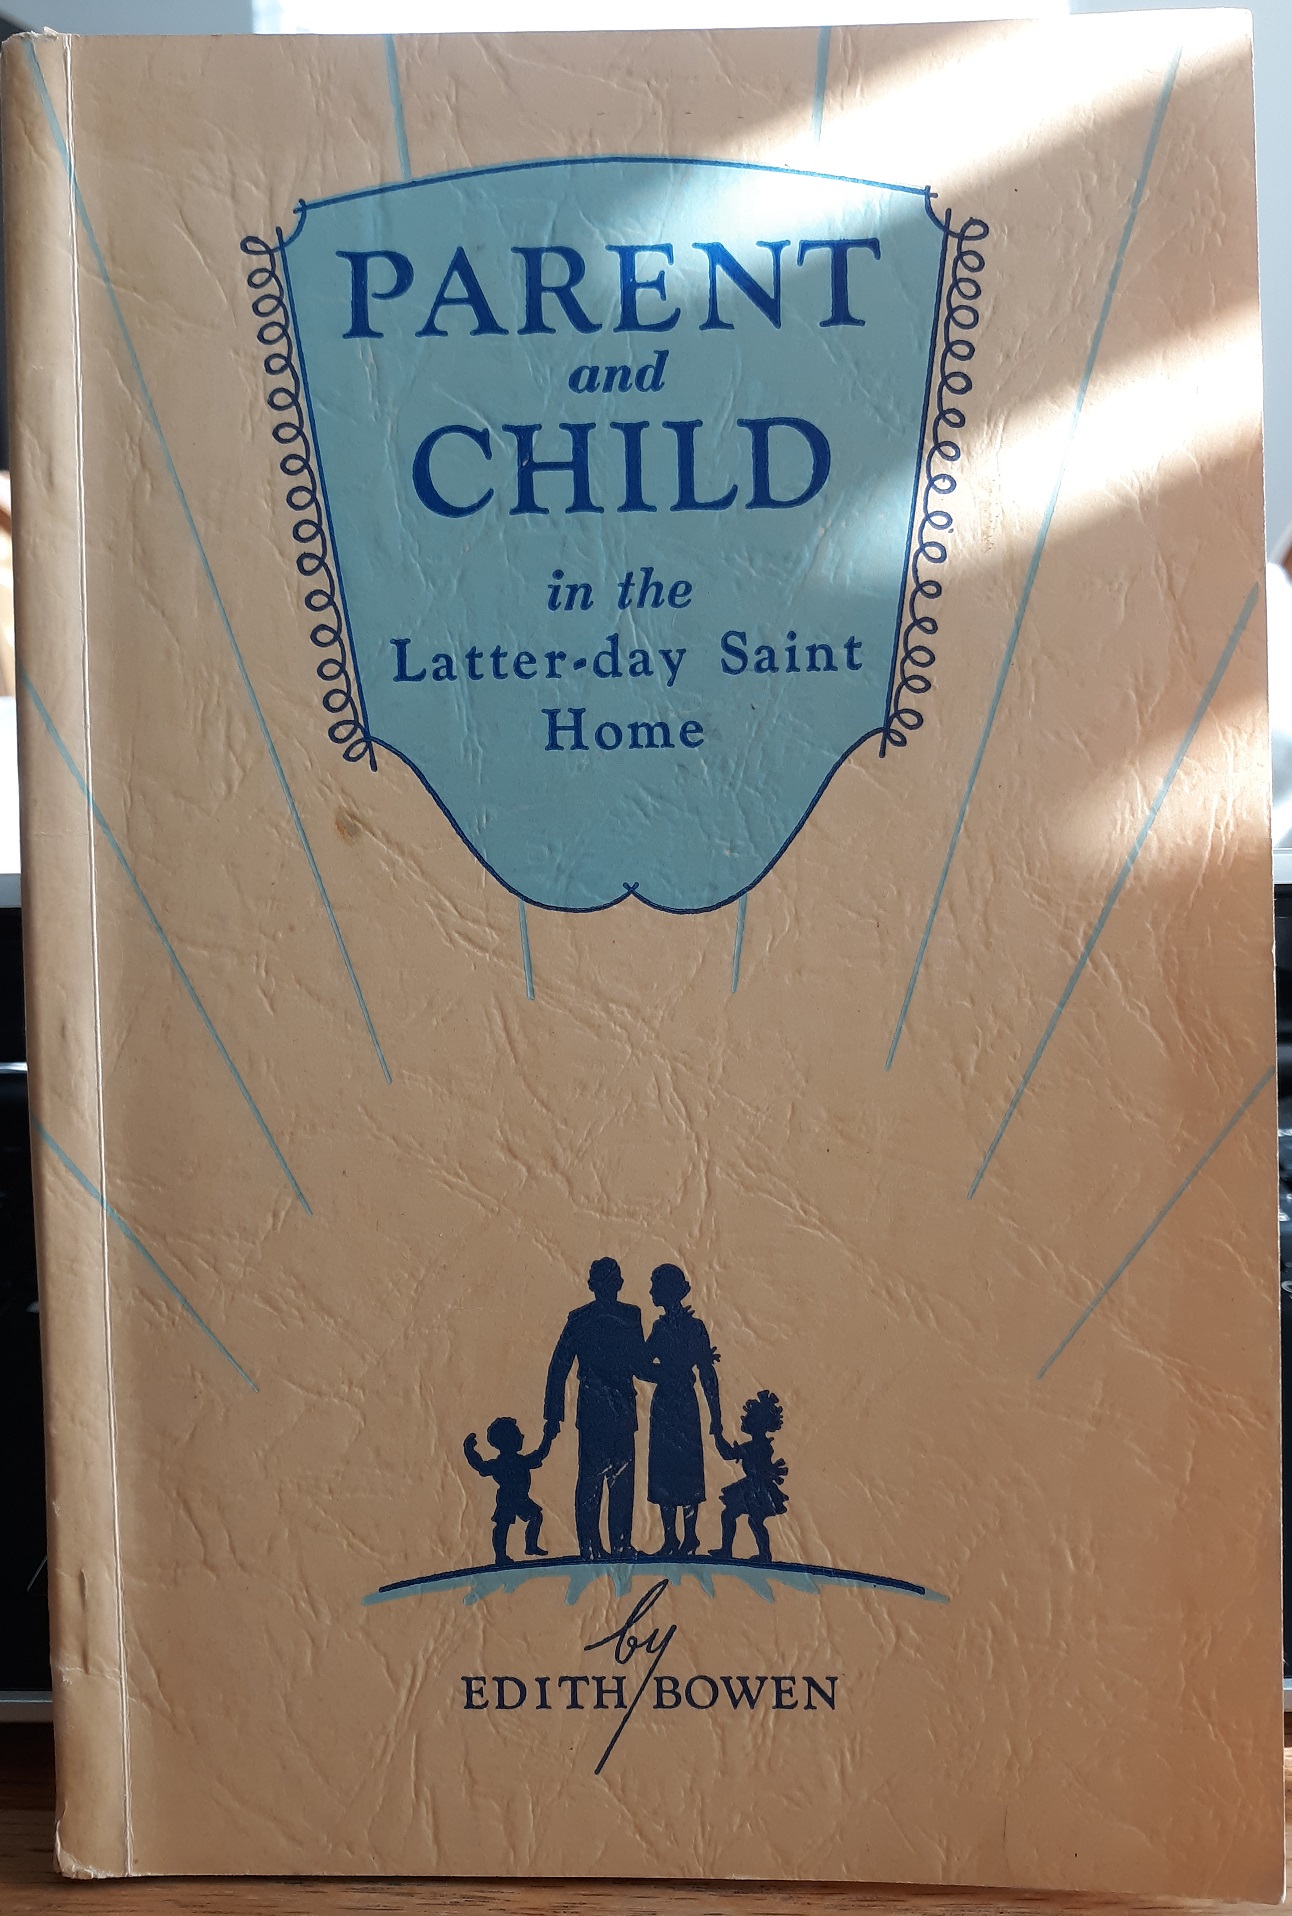 PARENT
and
CHILD
in the
Latter-day Saint
Home
by
EDITH BOWEN